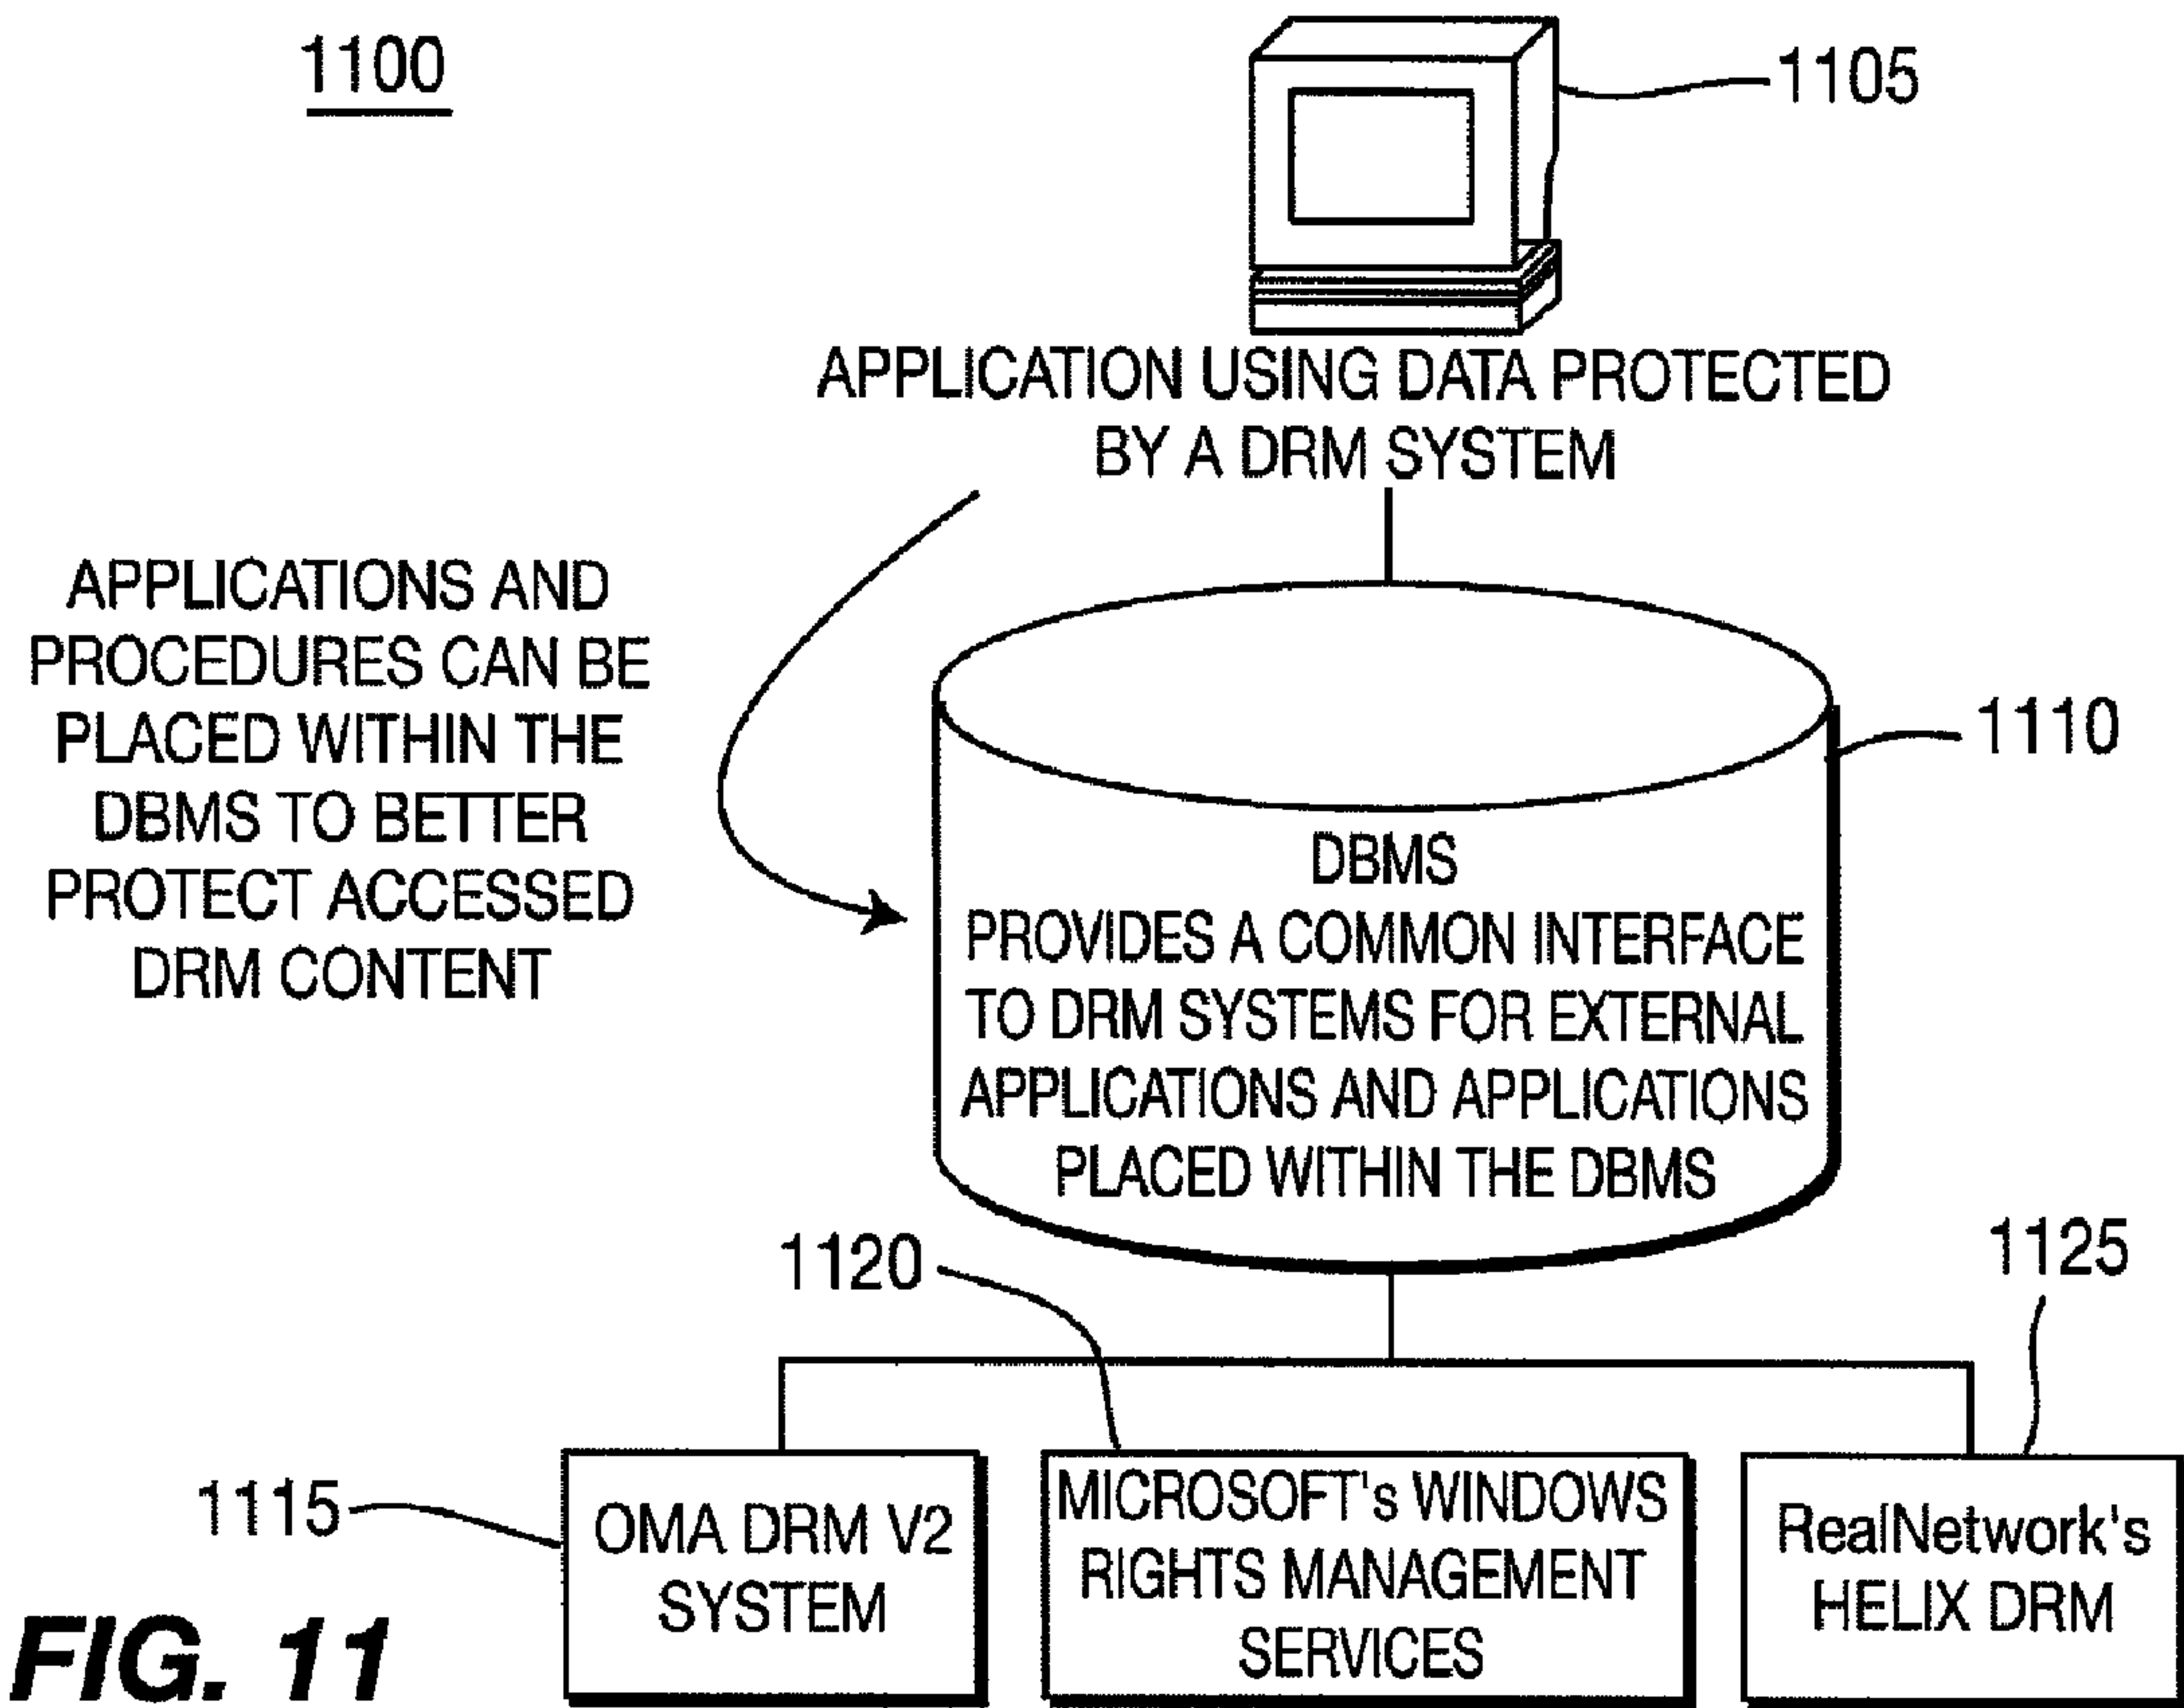 1100
1105
APPLICATION USING DATA PROTECTED
BY A DRM SYSTEM
APPLICATIONS AND
PROCEDURES CAN BE
PLACED WITHIN THE
DBMS TO BETTER
PROTECT ACCESSED
DRM CONTENT
1110
DBMS
PROVIDES A COMMON INTERFACE
TO DRM SYSTEMS FOR EXTERNAL
APPLICATIONS AND APPLICATIONS
PLACED WITHIN THE DBMS
1120
1125
1115
OMA DRM V2
SYSTEM
MICROSOFT's WINDOWS
RIGHTS MANAGEMENT
SERVICES
RealNetwork's
HELIX DRM
FIG. 11